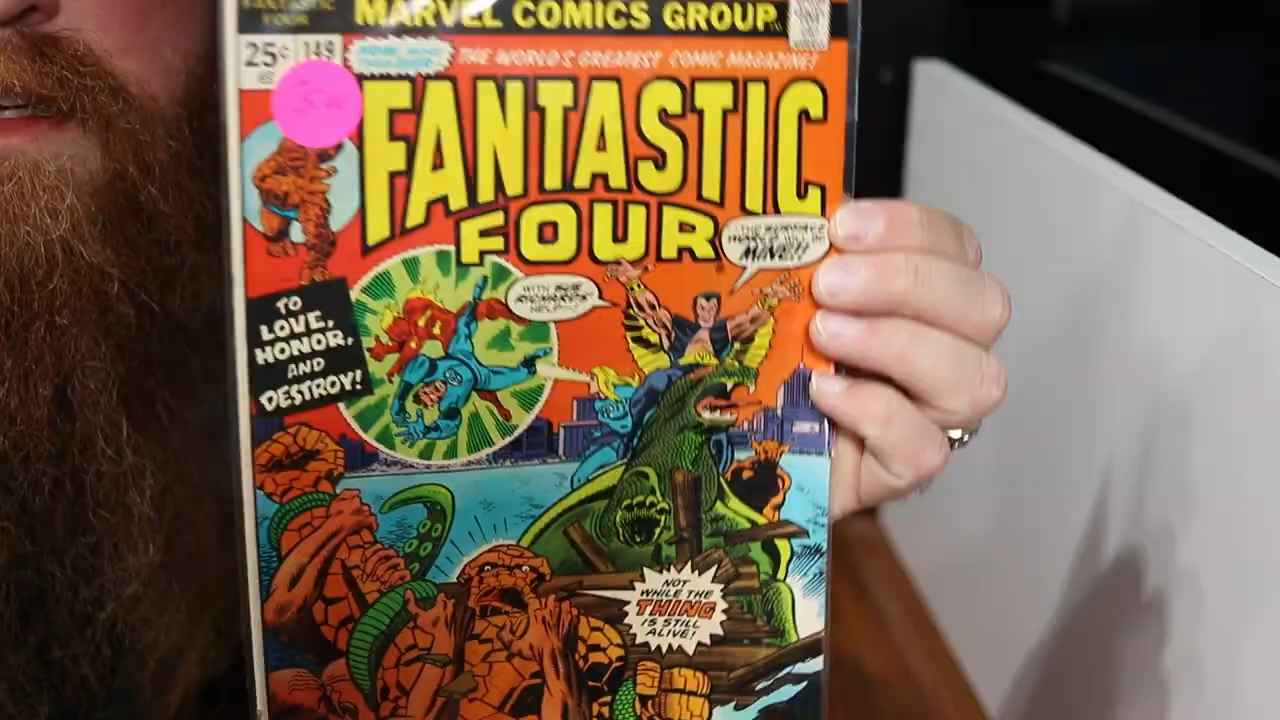 FANTASTIC
FOUR
MARVEL COMICS GROUP
25¢ 149
THE WORLD'S GREATEST COMIC MAGAZINE!
FANTASTIC
FOUR
WITH SUE
RICHARDS'
HELP--!
MINE!!
TO
LOVE,
HONOR,
AND
DESTROY!
NOT
WHILE THE
THING
IS STILL
ALIVE!